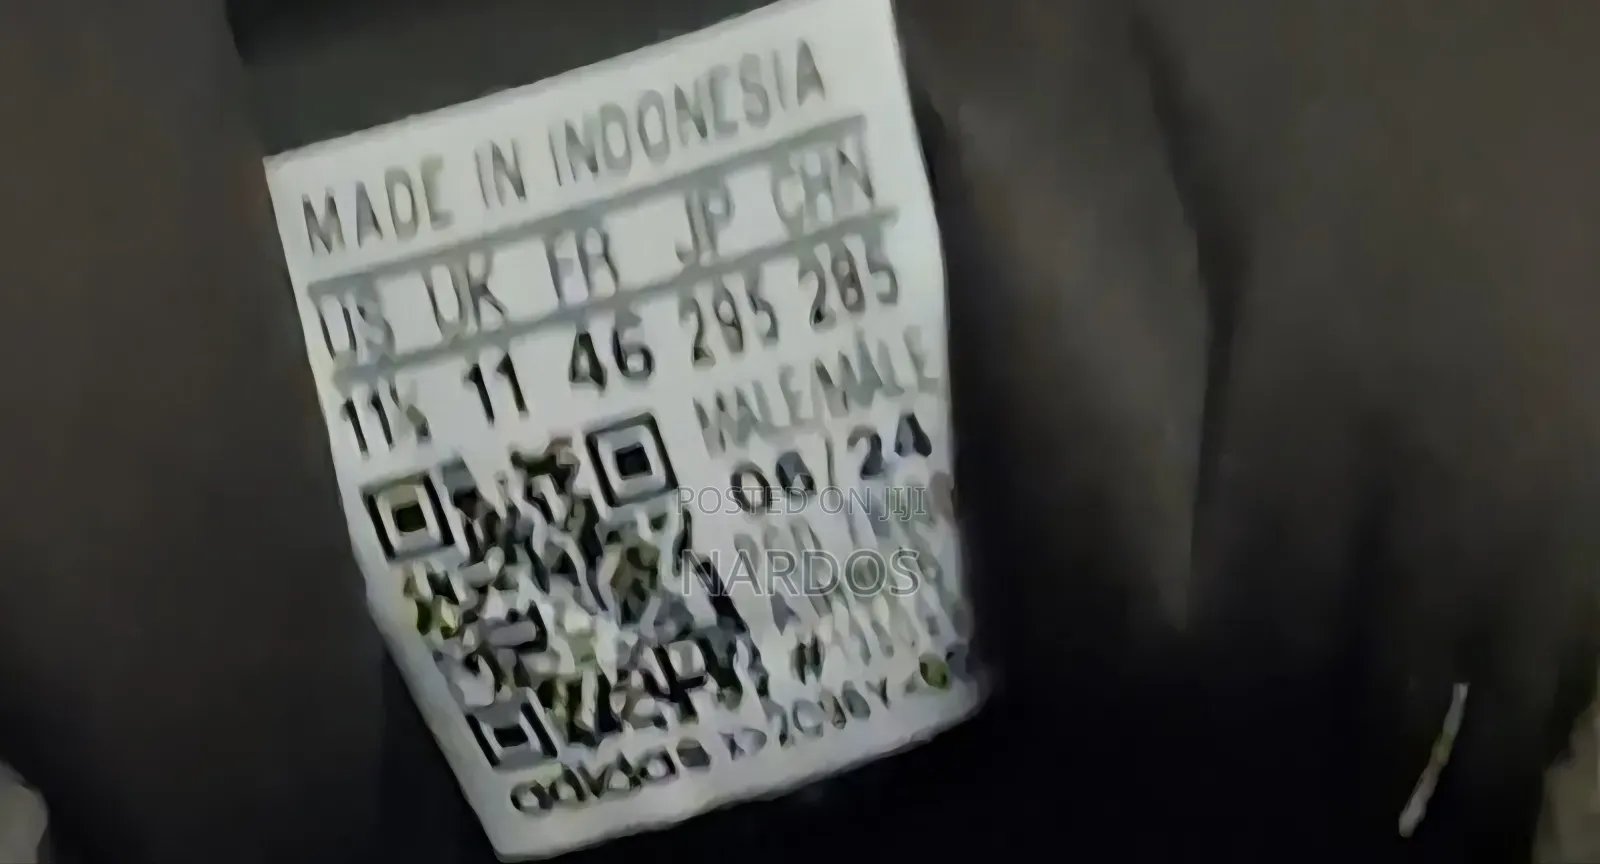 MADE IN INDONESIA
US UK FR JP CHN
11½ 11 46 295 285
MALE/MÂLE
06/24
POSTED ON JIJI
NARDOS
adidas